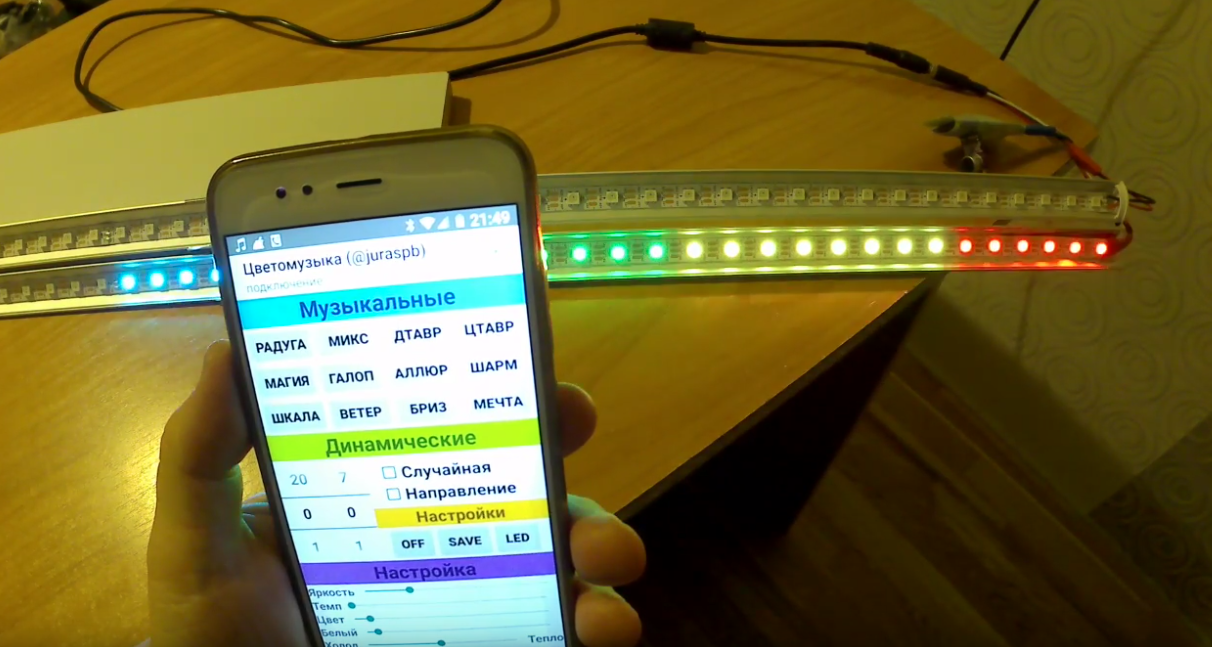 21:49
Цветомузыка (@juraspb)
подключение
Музыкальные
РАДУГА МИКС ДТАВР ЦТАВР
МАГИЯ ГАЛОП АЛЛЮР ШАРМ
ШКАЛА ВЕТЕР БРИЗ МЕЧТА
Динамические
20 7 Случайная
Направление
0 0 Настройки
1 1 OFF SAVE LED
Настройка
Яркость
Темп
Цвет
Белый
Холод Тепло